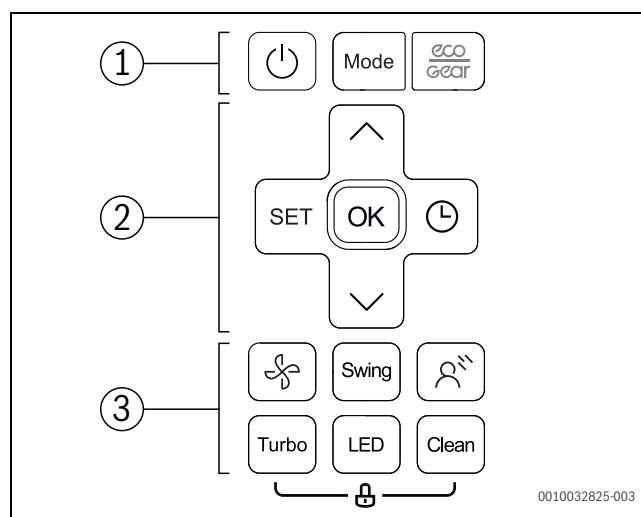 1
Mode
eco
Gear
2
SET
OK
3
Swing
Turbo
LED
Clean
0010032825-003